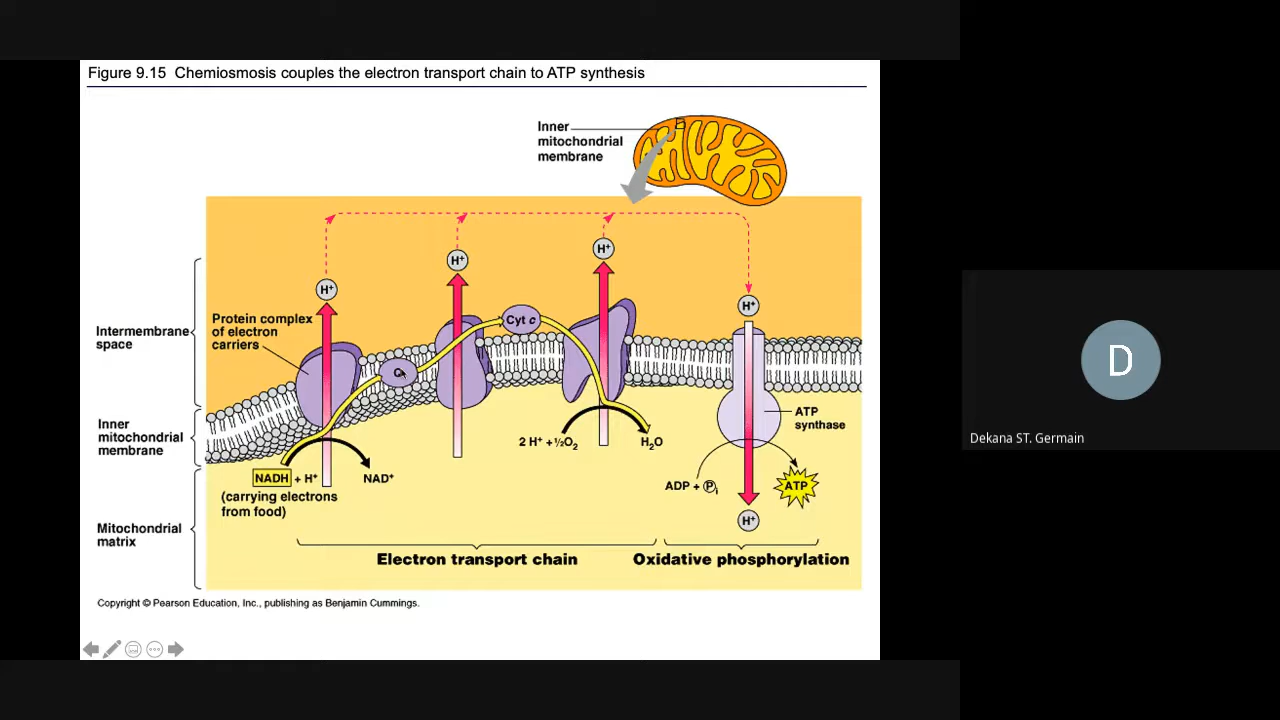 Figure 9.15 Chemiosmosis couples the electron transport chain to ATP synthesis
Inner
mitochondrial
membrane
H+
H+
H+
H+
Protein complex
of electron
carriers
Cyt c
Q
Intermembrane
space
Inner
mitochondrial
membrane
Mitochondrial
matrix
ATP
synthase
2 H+ + ½O2
H2O
NADH + H+
NAD+
(carrying electrons
from food)
ADP + Pi
ATP
H+
Electron transport chain
Oxidative phosphorylation
Copyright © Pearson Education, Inc., publishing as Benjamin Cummings.
D
Dekana ST. Germain